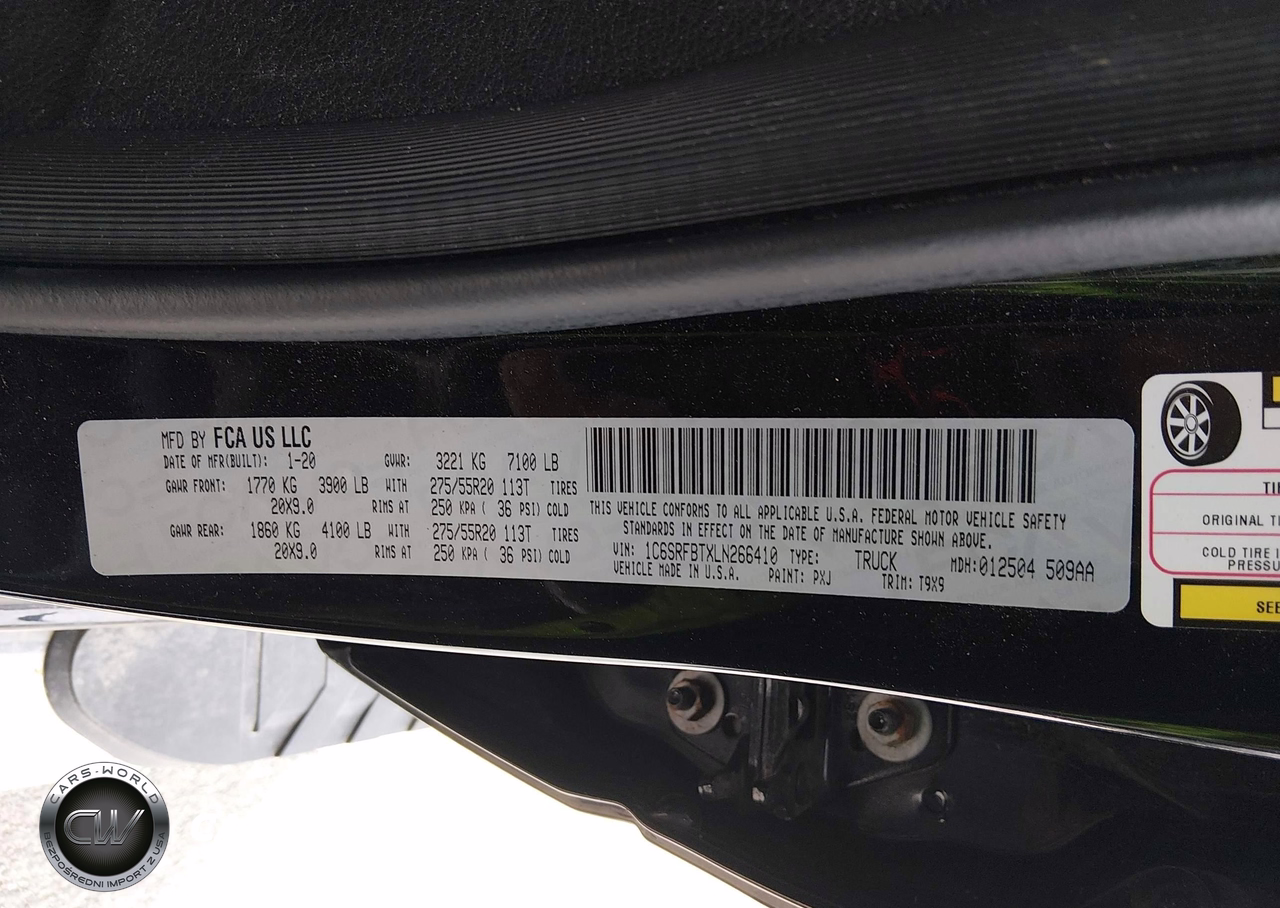 MFD BY FCA US LLC
DATE OF MFR(BUILT): 1-20 GVWR: 3221 KG 7100 LB
GAWR FRONT: 1770 KG 3900 LB WITH 275/55R20 113T TIRES
20X9.0 RIMS AT 250 KPA ( 36 PSI) COLD
GAWR REAR: 1860 KG 4100 LB WITH 275/55R20 113T TIRES
20X9.0 RIMS AT 250 KPA ( 36 PSI) COLD
THIS VEHICLE CONFORMS TO ALL APPLICABLE U.S.A. FEDERAL MOTOR VEHICLE SAFETY
STANDARDS IN EFFECT ON THE DATE OF MANUFACTURE SHOWN ABOVE.
VIN: 1C6SRFBTXLN266410 TYPE: TRUCK MDH:012504 509AA
VEHICLE MADE IN U.S.A. PAINT: PXJ TRIM: T9X9
ORIGINAL
COLD TIRE
SEE
CARS-WORLD
CW
BEZPOŚREDNI IMPORT Z USA